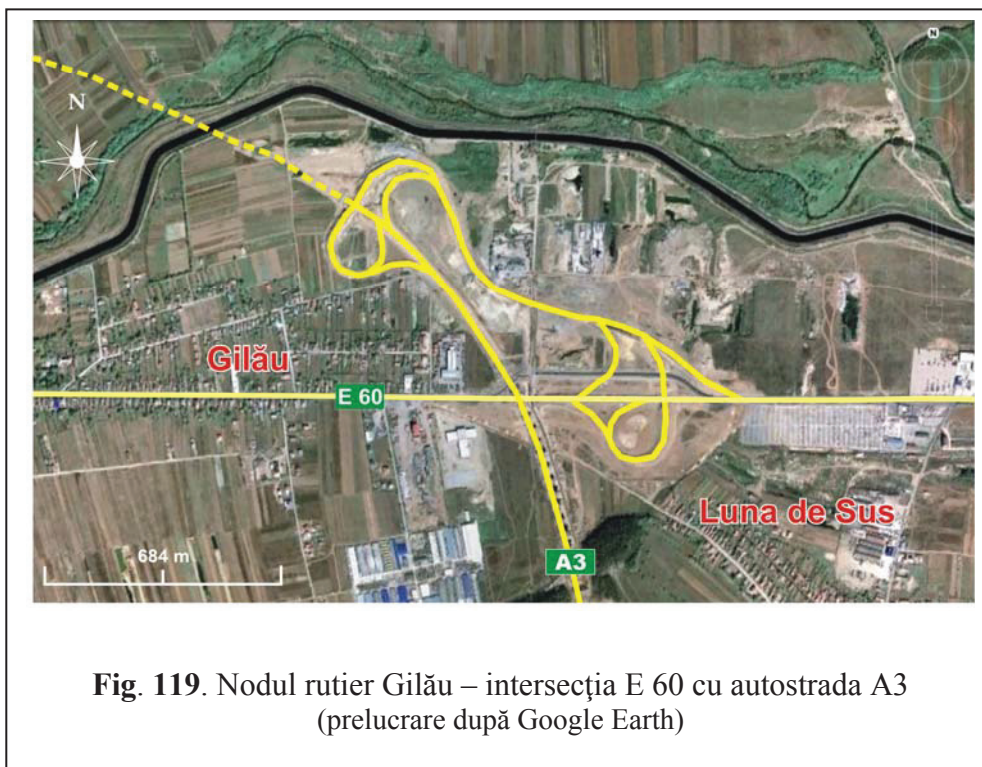 N
N
Gilău
E 60
Luna de Sus
684 m
A3
Fig. 119. Nodul rutier Gilău – intersecţia E 60 cu autostrada A3
(prelucrare după Google Earth)